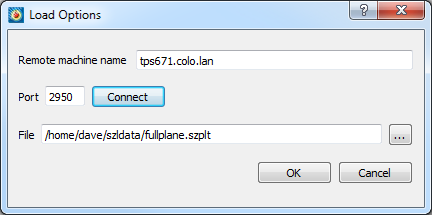 Load Options
Remote machine name tps671.colo.lan
Port 2950 Connect
File /home/dave/szldata/fullplane.szplt ...
OK Cancel